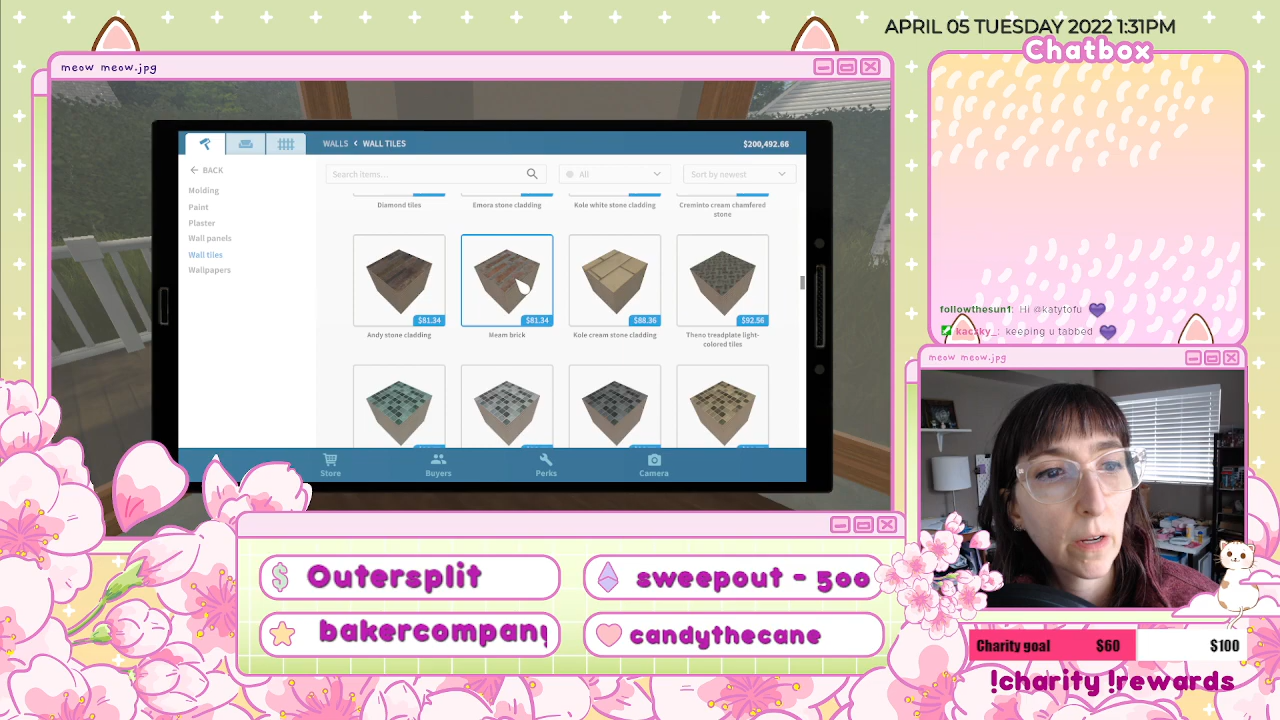 APRIL 05 TUESDAY 2022 1:31PM
meow meow.jpg
Chatbox
WALLS < WALL TILES
$200,492.66
BACK
Molding
Paint
Plaster
Wall panels
Wall tiles
Wallpapers
Search items...
All
Sort by newest
Diamond tiles
Emora stone cladding
Kole white stone cladding
Creminto cream chamfered
stone
$81.34
$81.34
$88.36
$92.56
Andy stone cladding
Meam brick
Kole cream stone cladding
Theno treadplate light-
colored tiles
Store
Buyers
Perks
Camera
followthesun1: Hi @katytofu 💜
kaczky_: keeping u tabbed 💜
meow meow.jpg
Outersplit
sweepout - 500
bakercompany
candythecane
Charity goal $60 $100
!charity !rewards